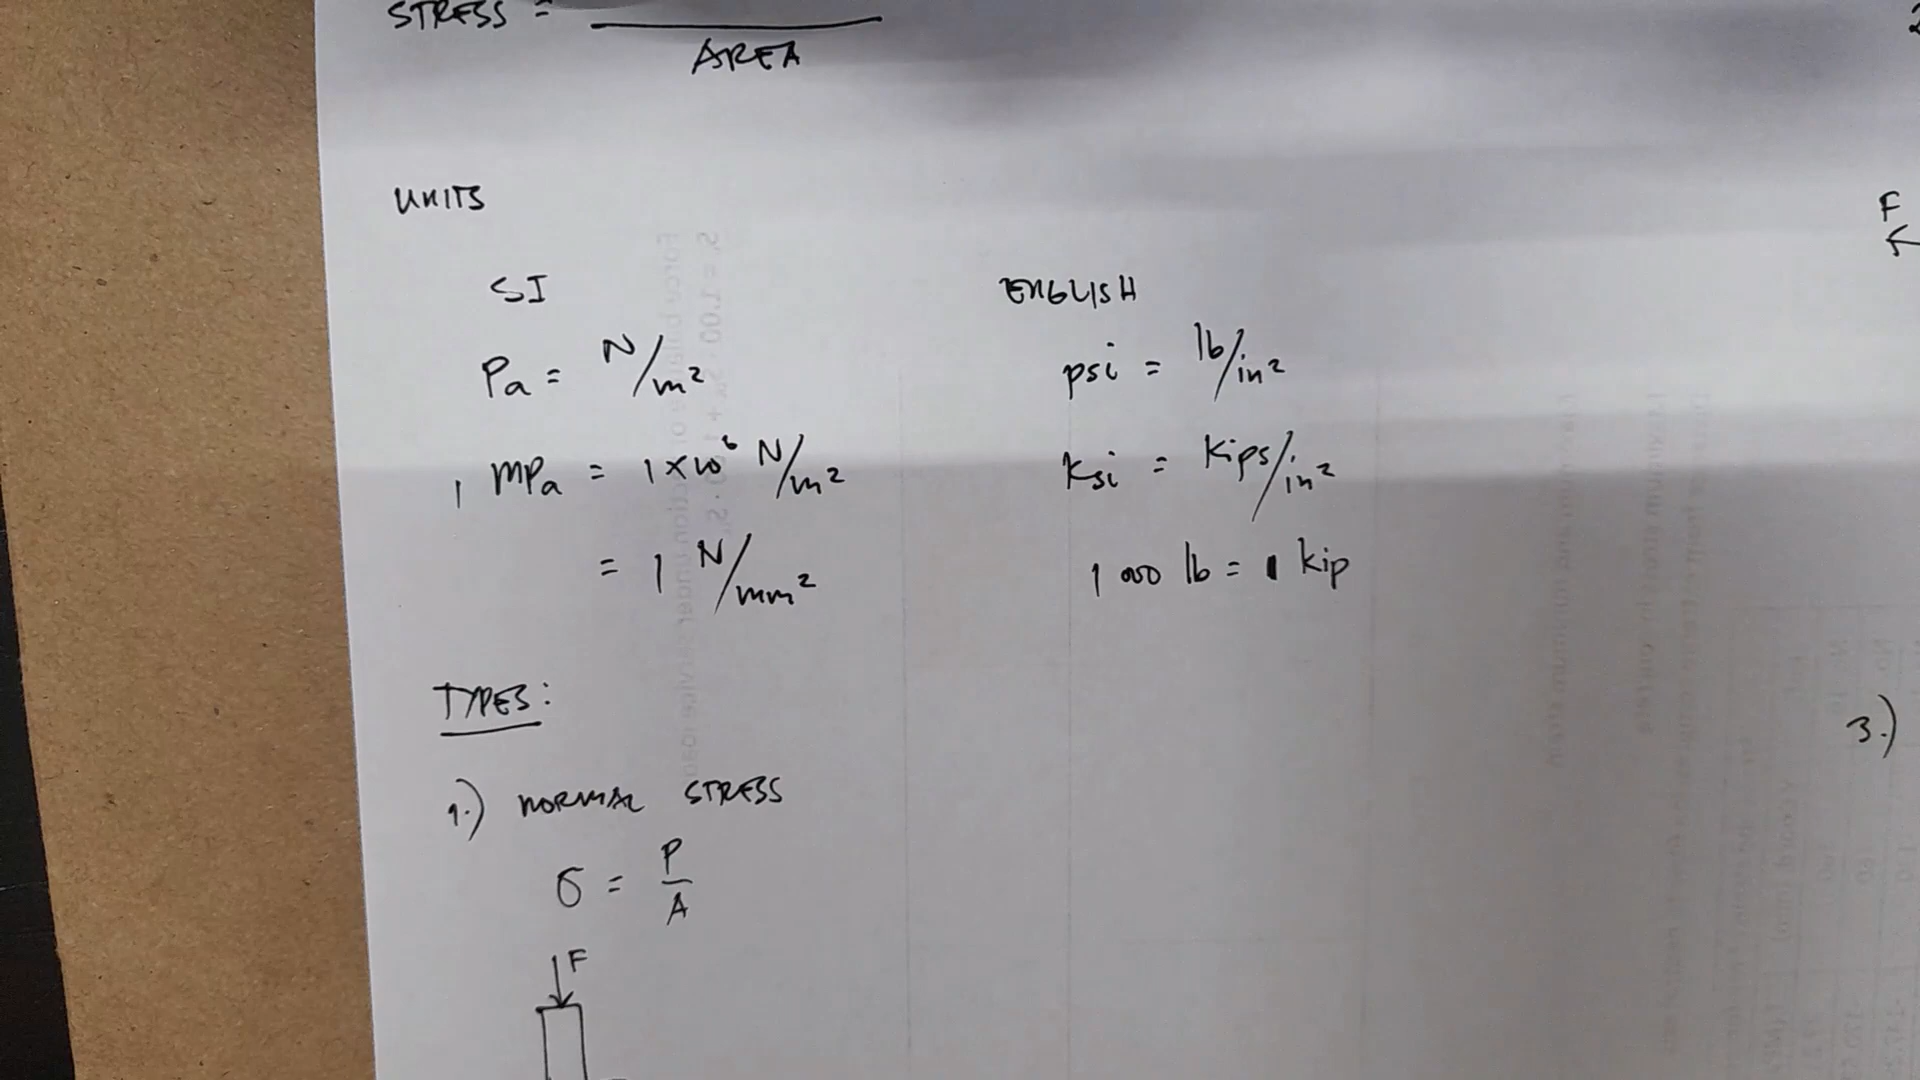 STRESS =
AREA
UNITS
SI
Pa = N/m²
1 MPa = 1×10⁶ N/m²
= 1 N/mm²
ENGLISH
psi = lb/in²
ksi = kips/in²
1 000 lb = 1 kip
TYPES:
1.) NORMAL STRESS
σ = P/A
F
F
3.)